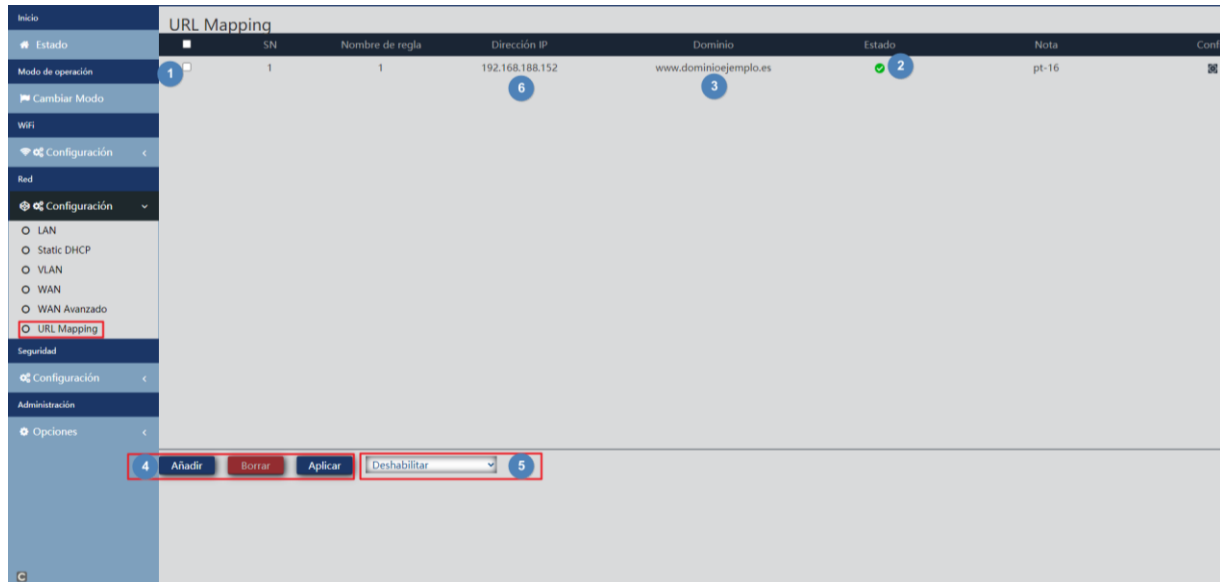 Inicio
Estado
Modo de operación
Cambiar Modo
WiFi
Configuración
Red
Configuración
LAN
Static DHCP
VLAN
WAN
WAN Avanzado
URL Mapping
Seguridad
Configuración
Administración
Opciones
URL Mapping
SN Nombre de regla Dirección IP Dominio Estado Nota Conf
1 1 1 192.168.188.152 www.dominioejemplo.es 2 pt-16
6 3
4 Añadir Borrar Aplicar Deshabilitar 5